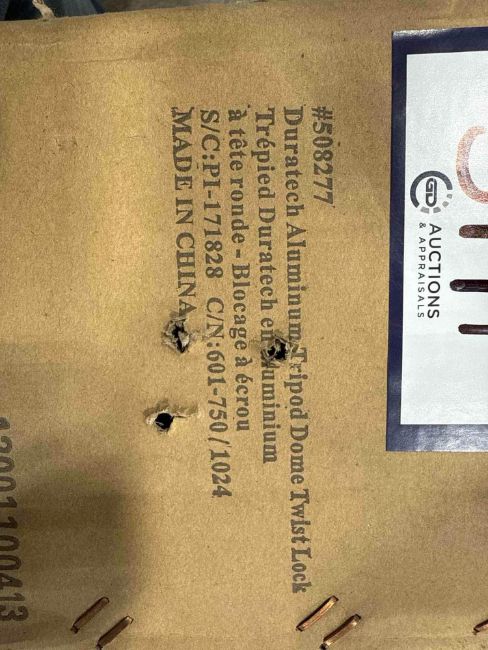 #508277
Duratech Aluminum Tripod Dome Twist Lock
Trépied Duratech en aluminium
à tête ronde - Blocage à écrou
S/C:PI-171828 C/N:601-750/1024
MADE IN CHINA
GD
AUCTIONS
& APPRAISALS